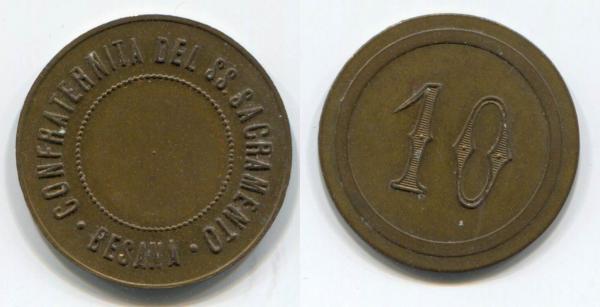 CONFRATERNITA DEL SS. SACRAMENTO
· BESANA ·
10